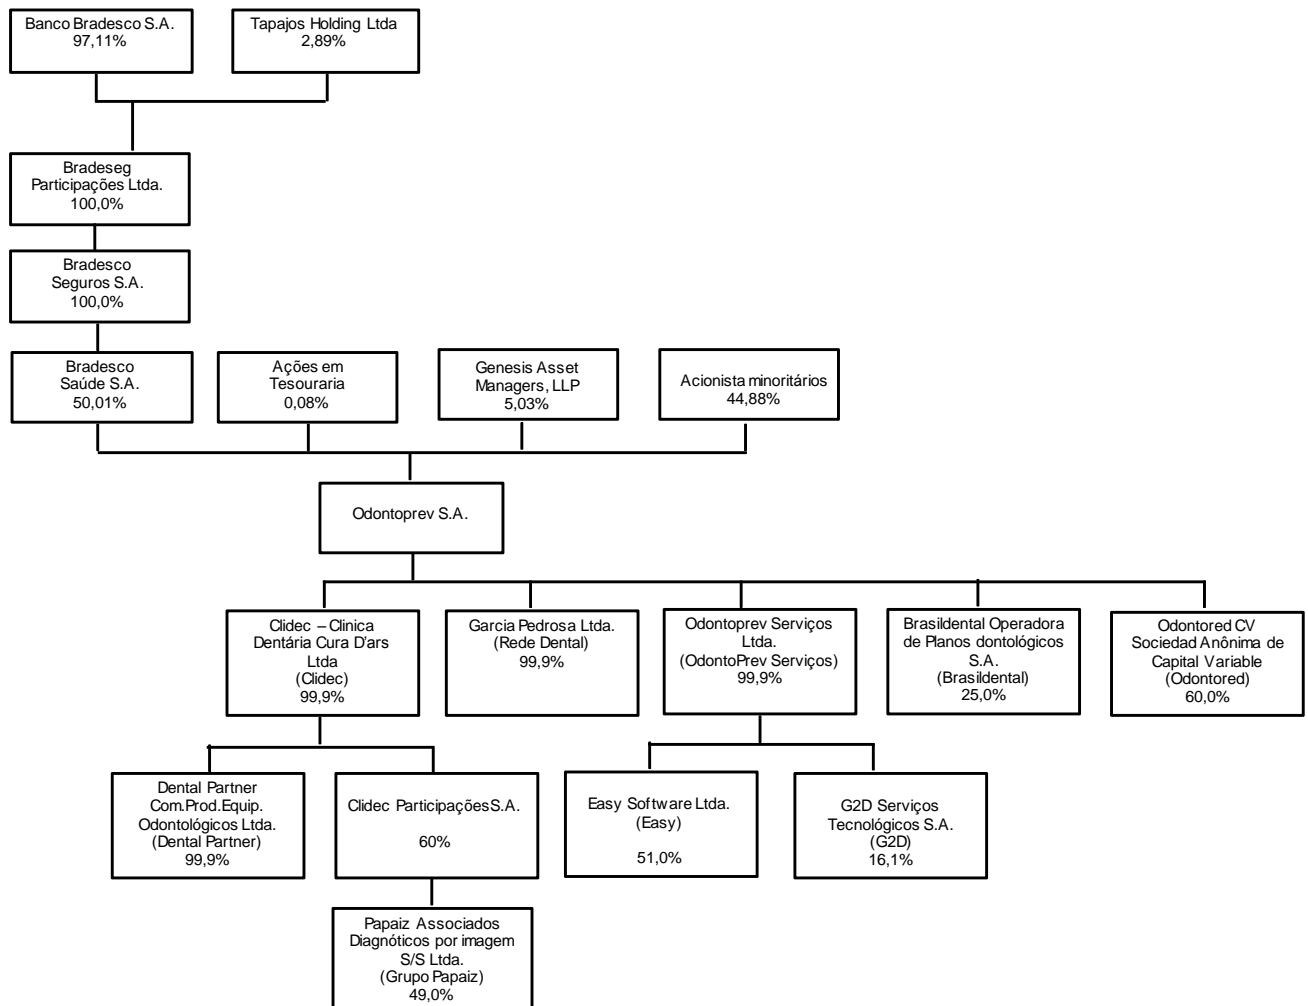 Banco Bradesco S.A.
97,11%
Tapajos Holding Ltda
2,89%
Bradeseg
Participações Ltda.
100,0%
Bradesco
Seguros S.A.
100,0%
Bradesco
Saúde S.A.
50,01%
Ações em
Tesouraria
0,08%
Genesis Asset
Managers, LLP
5,03%
Acionista minoritários
44,88%
Odontoprev S.A.
Clidec – Clinica
Dentária Cura D'ars
Ltda
(Clidec)
99,9%
Garcia Pedrosa Ltda.
(Rede Dental)
99,9%
Odontoprev Serviços
Ltda.
(OdontoPrev Serviços)
99,9%
Brasildental Operadora
de Planos dontológicos
S.A.
(Brasildental)
25,0%
Odontored CV
Sociedad Anônima de
Capital Variable
(Odontored)
60,0%
Dental Partner
Com.Prod.Equip.
Odontológicos Ltda.
(Dental Partner)
99,9%
Clidec Participações S.A.
60%
Easy Software Ltda.
(Easy)
51,0%
G2D Serviços
Tecnológicos S.A.
(G2D)
16,1%
Papaiz Associados
Diagnóticos por imagem
S/S Ltda.
(Grupo Papaiz)
49,0%